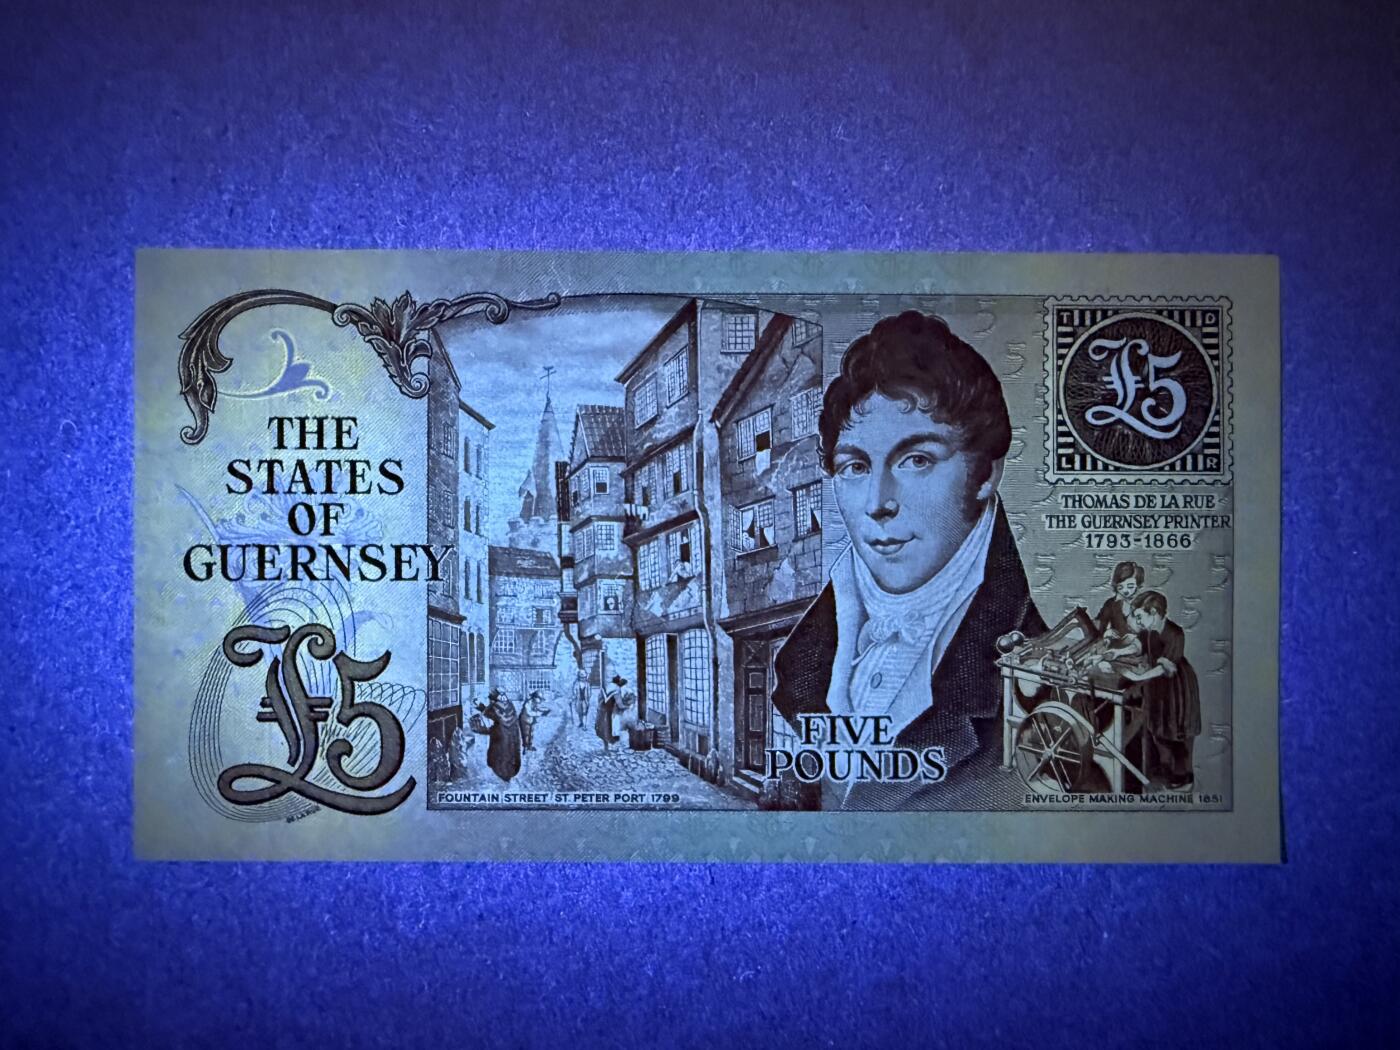 THE
STATES
OF
GUERNSEY
£5
FOUNTAIN STREET ST. PETER PORT 1799
FIVE
POUNDS
T D
£5
L R
THOMAS DE LA RUE
THE GUERNSEY PRINTER
1793-1866
ENVELOPE MAKING MACHINE 1851